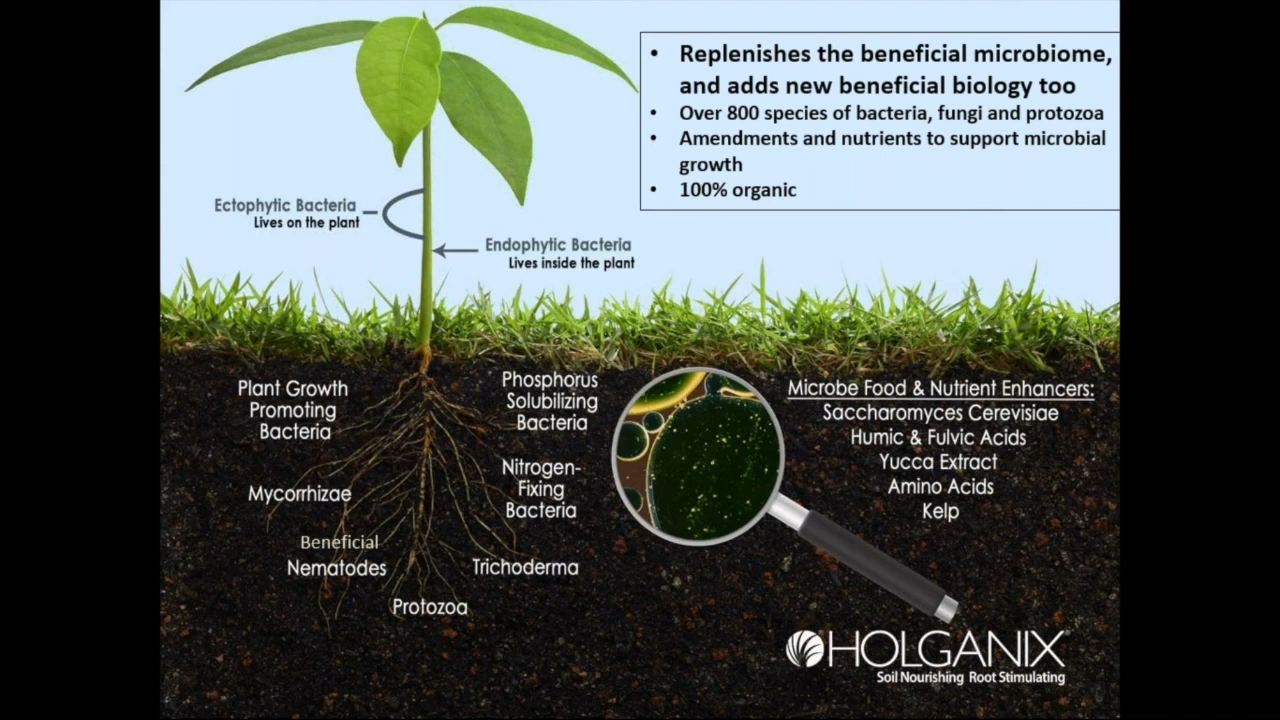 • Replenishes the beneficial microbiome,
and adds new beneficial biology too
• Over 800 species of bacteria, fungi and protozoa
• Amendments and nutrients to support microbial
growth
• 100% organic
Ectophytic Bacteria
Lives on the plant
Endophytic Bacteria
Lives inside the plant
Plant Growth
Promoting
Bacteria
Mycorrhizae
Beneficial
Nematodes
Protozoa
Phosphorus
Solubilizing
Bacteria
Nitrogen-
Fixing
Bacteria
Trichoderma
Microbe Food & Nutrient Enhancers:
Saccharomyces Cerevisiae
Humic & Fulvic Acids
Yucca Extract
Amino Acids
Kelp
HOLGANIX
Soil Nourishing Root Stimulating